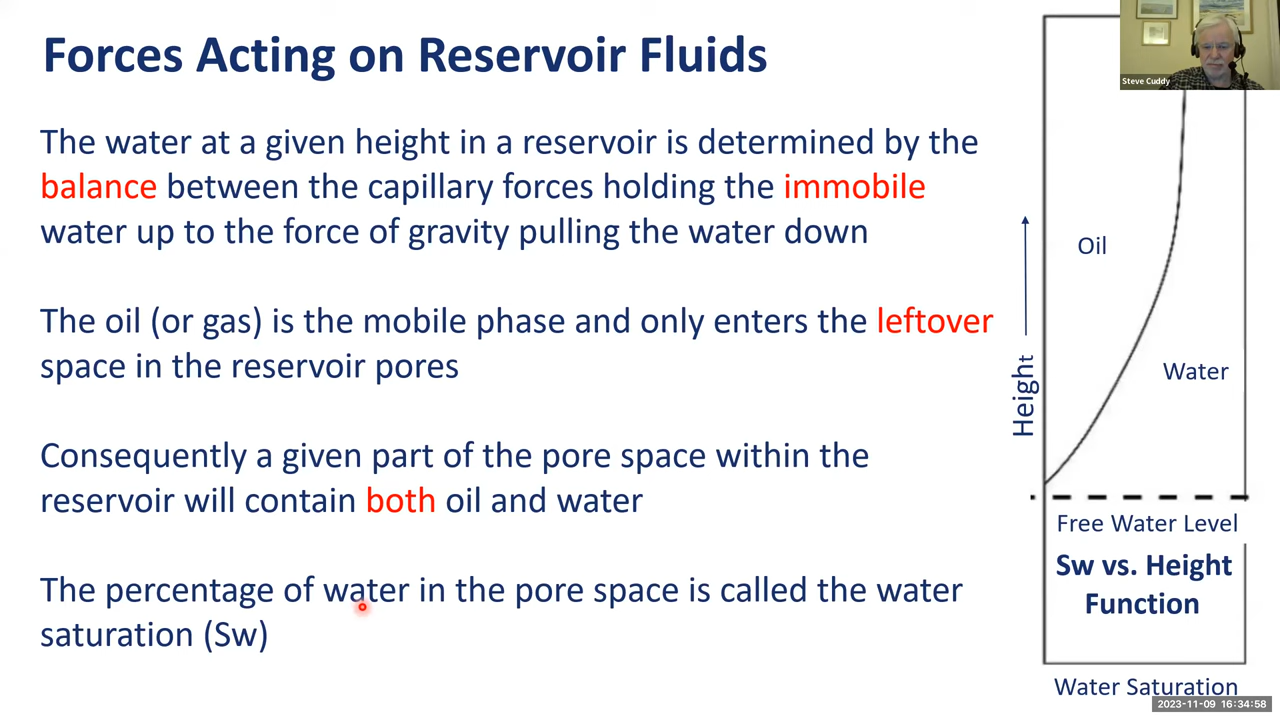 Forces Acting on Reservoir Fluids
Steve Cuddy
The water at a given height in a reservoir is determined by the
balance between the capillary forces holding the immobile
water up to the force of gravity pulling the water down
The oil (or gas) is the mobile phase and only enters the leftover
space in the reservoir pores
Consequently a given part of the pore space within the
reservoir will contain both oil and water
The percentage of water in the pore space is called the water
saturation (Sw)
Height
Oil
Water
Free Water Level
Sw vs. Height
Function
Water Saturation
2023-11-09 16:34:58